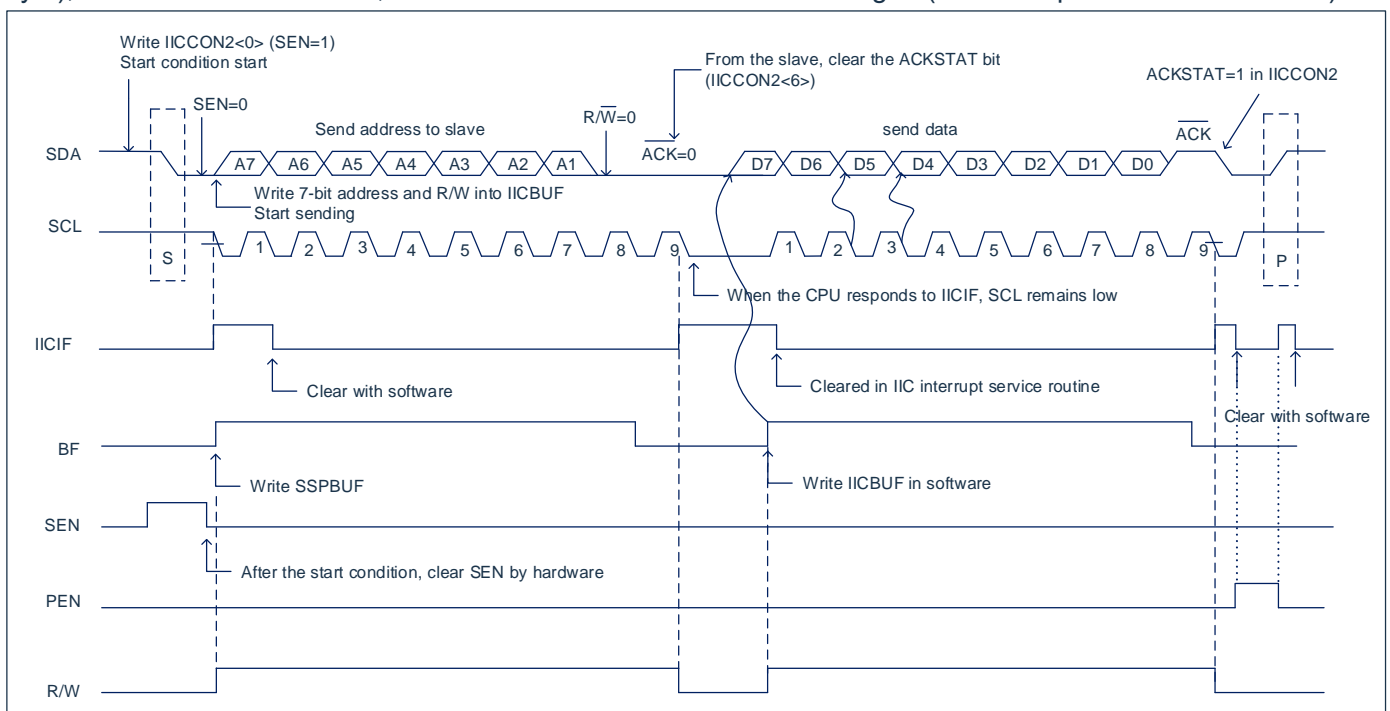 Write IICCON2<0> (SEN=1)
Start condition start
From the slave, clear the ACKSTAT bit
(IICCON2<6>)
ACKSTAT=1 in IICCON2
SEN=0
R/W=0
Send address to slave
send data
ACK
ACK=0
SDA
A7 A6 A5 A4 A3 A2 A1
D7 D6 D5 D4 D3 D2 D1 D0
Write 7-bit address and R/W into IICBUF
Start sending
SCL
S
1 2 3 4 5 6 7 8 9
1 2 3 4 5 6 7 8 9
P
When the CPU responds to IICIF, SCL remains low
IICIF
Clear with software
Cleared in IIC interrupt service routine
Clear with software
BF
Write SSPBUF
Write IICBUF in software
SEN
After the start condition, clear SEN by hardware
PEN
R/W